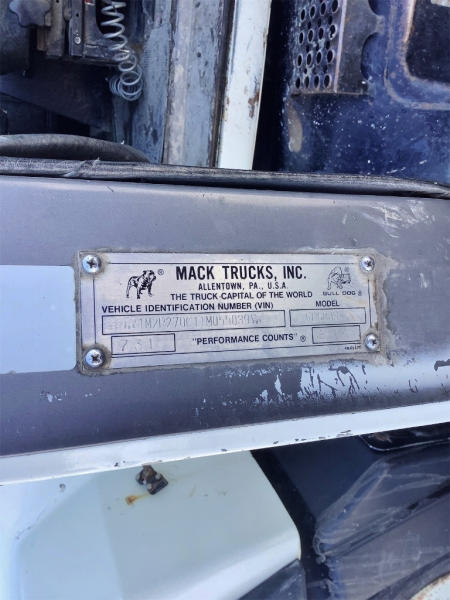 MACK TRUCKS, INC.
ALLENTOWN, PA., U.S.A.
THE TRUCK CAPITAL OF THE WORLD
BULL DOG ®
VEHICLE IDENTIFICATION NUMBER (VIN)
MODEL
"PERFORMANCE COUNTS" ®